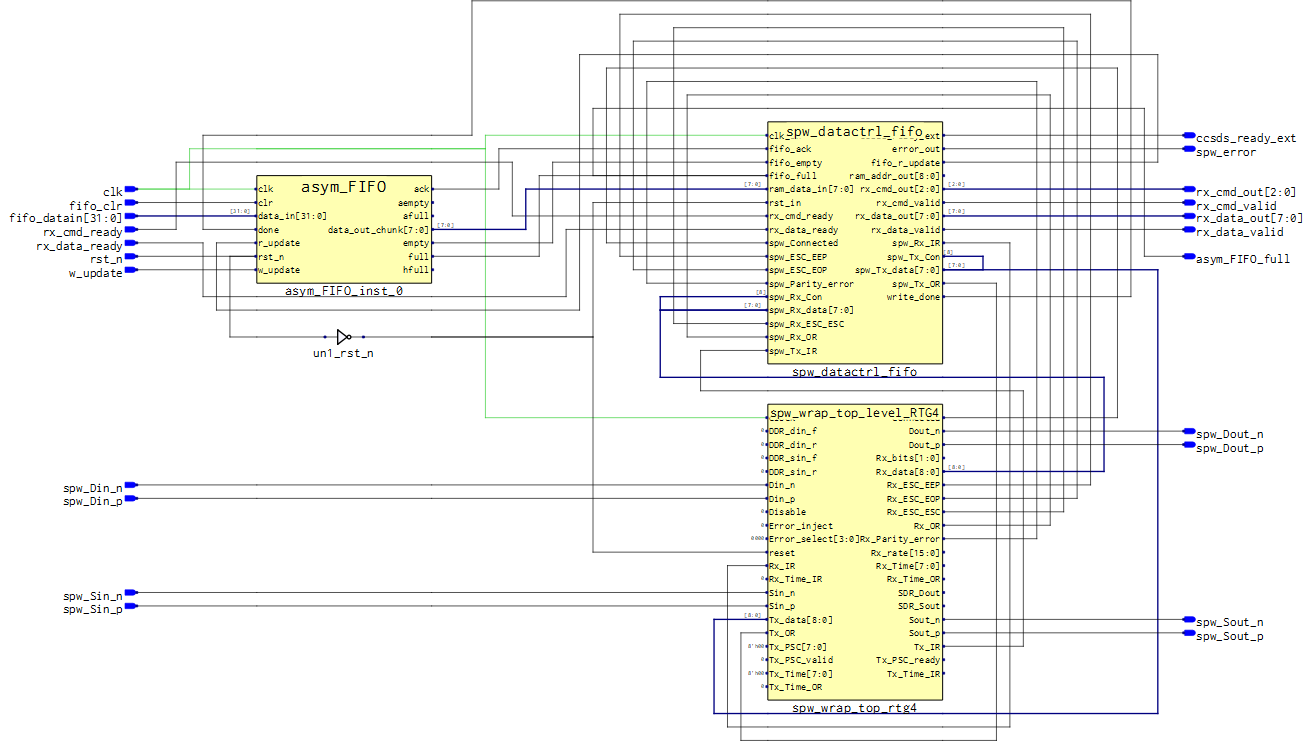 clk
fifo_clr
fifo_datain[31:0]
rx_cmd_ready
rx_data_ready
rst_n
w_update
spw_Din_n
spw_Din_p
spw_Sin_n
spw_Sin_p
asym_FIFO
clk
clr
[31:0]
data_in[31:0]
done
r_update
rst_n
w_update
ack
aempty
afull
data_out_chunk[7:0]
[7:0]
empty
full
hfull
asym_FIFO_inst_0
un1_rst_n
spw_datactrl_fifo
clk
fifo_ack
fifo_empty
fifo_full
[7:0]
ram_data_in[7:0]
rst_in
rx_cmd_ready
rx_data_ready
spw_Connected
spw_ESC_EEP
spw_ESC_EOP
spw_Parity_error
[8]
spw_Rx_Con
[7:0]
spw_Rx_data[7:0]
spw_Rx_ESC_ESC
spw_Rx_OR
spw_Tx_IR
_ext
error_out
fifo_r_update
ram_addr_out[8:0]
rx_cmd_out[2:0]
[2:0]
rx_cmd_valid
rx_data_out[7:0]
[7:0]
rx_data_valid
spw_Rx_IR
spw_Tx_Con
[8]
spw_Tx_data[7:0]
[7:0]
spw_Tx_OR
write_done
spw_datactrl_fifo
spw_wrap_top_level_RTG4
0
DDR_din_f
0
DDR_din_r
0
DDR_sin_f
0
DDR_sin_r
Din_n
Din_p
0
Disable
0
Error_inject
0000
Error_select[3:0]
reset
Rx_IR
0
Rx_Time_IR
Sin_n
Sin_p
[8:0]
Tx_data[8:0]
Tx_OR
8'h00
Tx_PSC[7:0]
0
Tx_PSC_valid
8'h00
Tx_Time[7:0]
0
Tx_Time_OR
Dout_n
Dout_p
Rx_bits[1:0]
Rx_data[8:0]
[8:0]
Rx_ESC_EEP
Rx_ESC_EOP
Rx_ESC_ESC
Rx_OR
Rx_Parity_error
Rx_rate[15:0]
Rx_Time[7:0]
Rx_Time_OR
SDR_Dout
SDR_Sout
Sout_n
Sout_p
Tx_IR
Tx_PSC_ready
Tx_Time_IR
spw_wrap_top_rtg4
ccsds_ready_ext
spw_error
rx_cmd_out[2:0]
rx_cmd_valid
rx_data_out[7:0]
rx_data_valid
asym_FIFO_full
spw_Dout_n
spw_Dout_p
spw_Sout_n
spw_Sout_p